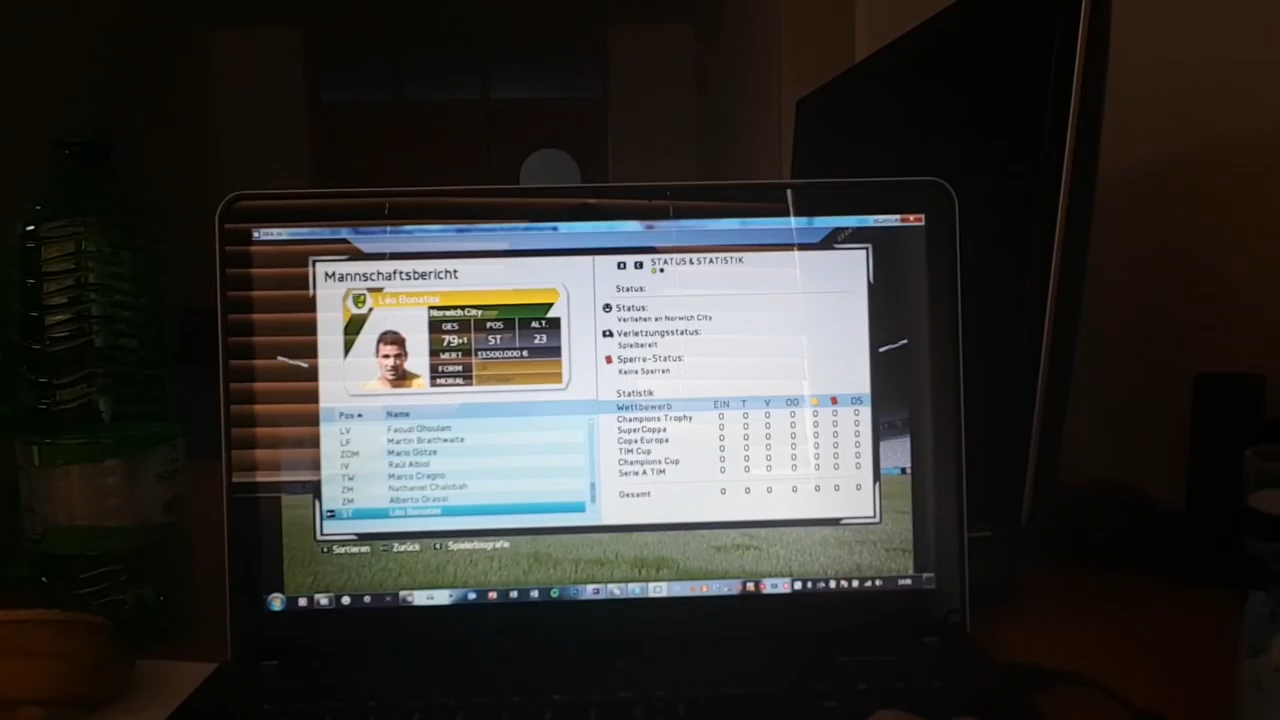 Mannschaftsbericht
Léo Bonatini
Norwich City
GES POS ALT.
79+1 ST 23
WERT 13.500.000 €
FORM
MORAL
Pos Name
LV Faouzi Ghoulam
LF Martin Braithwaite
ZOM Mario Götze
IV Raúl Albiol
TW Marco Cragno
ZM Nathaniel Chalobah
ZM Alberto Grassi
ST Léo Bonatini
STATUS & STATISTIK
Status:
Status:
Verliehen an Norwich City
Verletzungsstatus:
Spielbereit
Sperre-Status:
Keine Sperren
Statistik
Wettbewerb EIN T V OG DS
Champions Trophy 0 0 0 0 0 0 0
SuperCoppa 0 0 0 0 0 0 0
Copa Europa 0 0 0 0 0 0 0
TIM Cup 0 0 0 0 0 0 0
Champions Cup 0 0 0 0 0 0 0
Serie A TIM 0 0 0 0 0 0 0
Gesamt 0 0 0 0 0 0 0
Sortieren Zurück Spielerbiografie